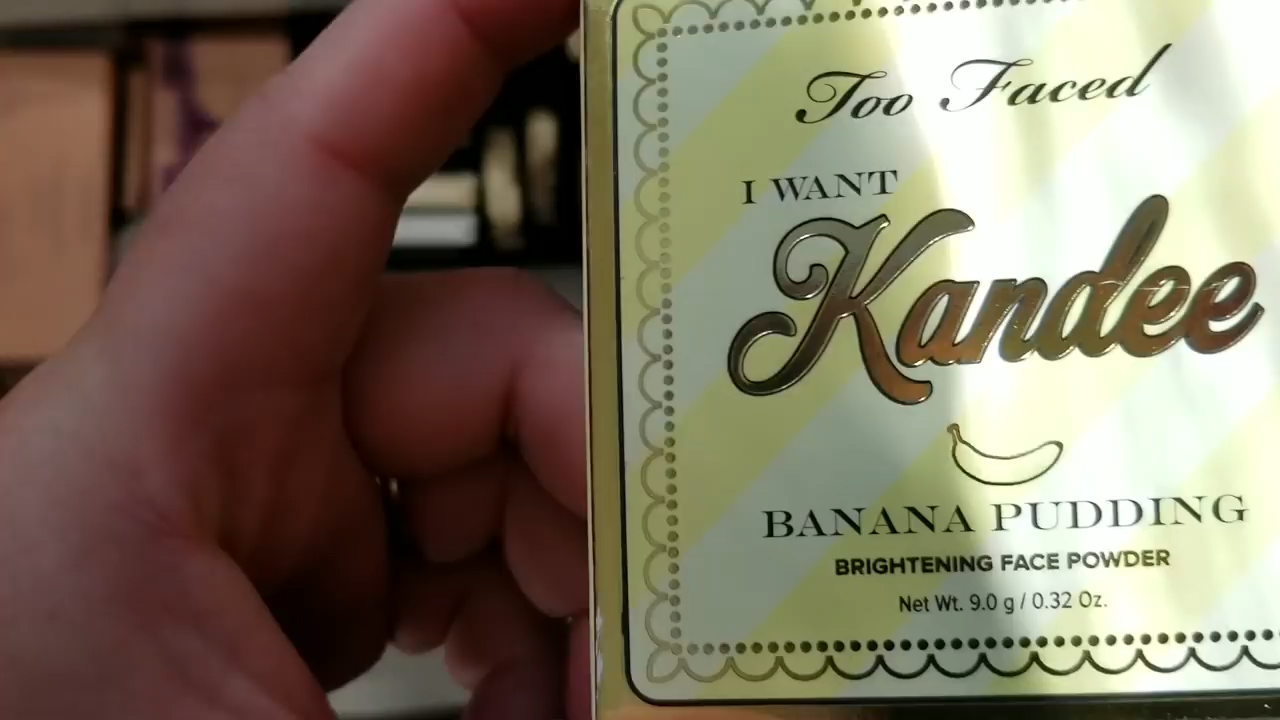 Too Faced
I WANT
Kandee
BANANA PUDDING
BRIGHTENING FACE POWDER
Net Wt. 9.0 g / 0.32 Oz.